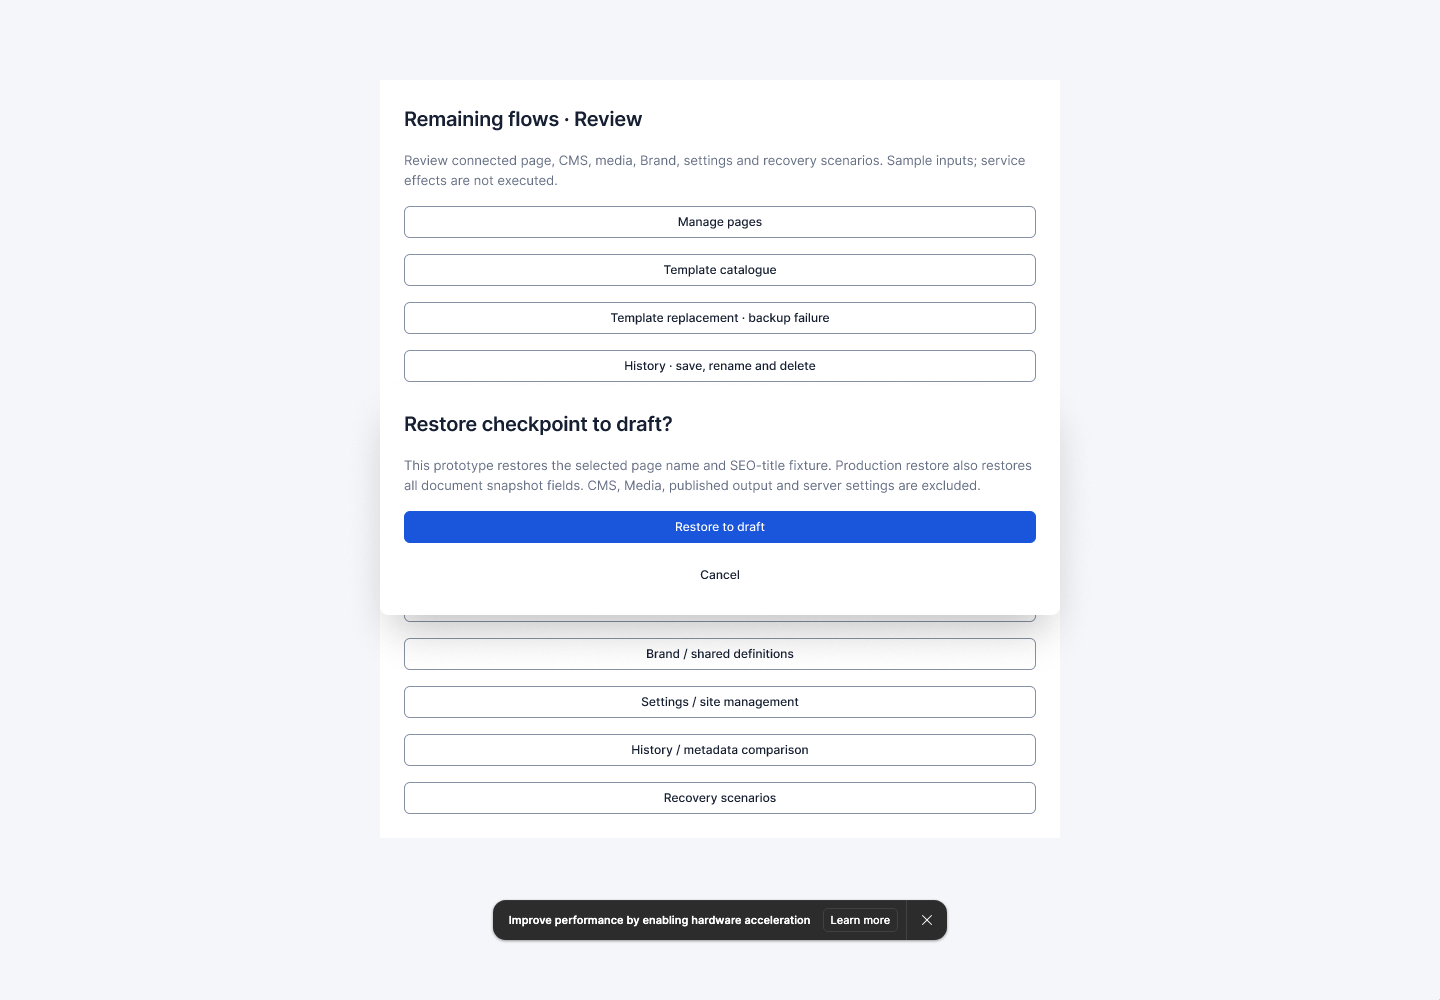 Remaining flows · Review
Review connected page, CMS, media, Brand, settings and recovery scenarios. Sample inputs; service
effects are not executed.
Manage pages
Template catalogue
Template replacement · backup failure
History · save, rename and delete
Restore checkpoint to draft?
This prototype restores the selected page name and SEO-title fixture. Production restore also restores
all document snapshot fields. CMS, Media, published output and server settings are excluded.
Restore to draft
Cancel
Brand / shared definitions
Settings / site management
History / metadata comparison
Recovery scenarios
Improve performance by enabling hardware acceleration Learn more